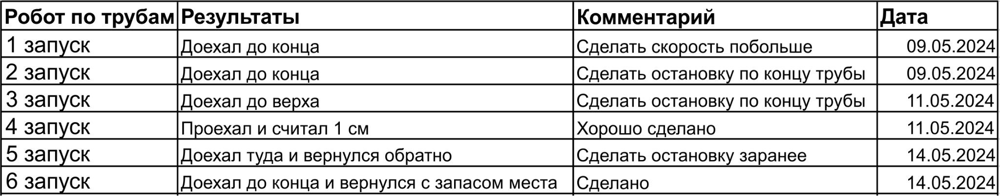 Робот по трубам Результаты Комментарий Дата
1 запуск Доехал до конца Сделать скорость побольше 09.05.2024
2 запуск Доехал до конца Сделать остановку по концу трубы 09.05.2024
3 запуск Доехал до верха Сделать остановку по концу трубы 11.05.2024
4 запуск Проехал и считал 1 см Хорошо сделано 11.05.2024
5 запуск Доехал туда и вернулся обратно Сделать остановку заранее 14.05.2024
6 запуск Доехал до конца и вернулся с запасом места Сделано 14.05.2024